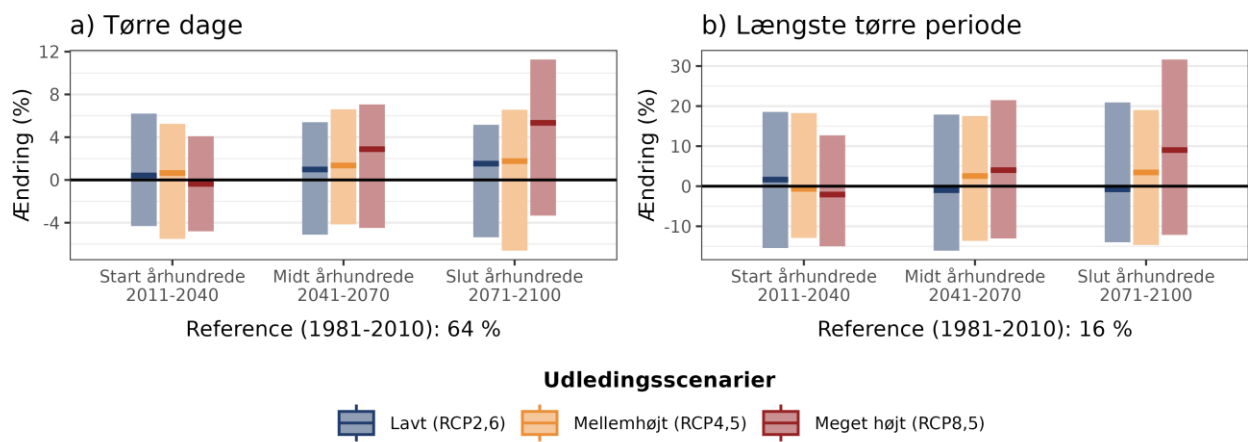 a) Tørre dage
Ændring (%)
12
8
4
0
-4
Start århundrede
2011-2040
Midt århundrede
2041-2070
Slut århundrede
2071-2100
Reference (1981-2010): 64 %
b) Længste tørre periode
Ændring (%)
30
20
10
0
-10
Start århundrede
2011-2040
Midt århundrede
2041-2070
Slut århundrede
2071-2100
Reference (1981-2010): 16 %
Udledingsscenarier
Lavt (RCP2,6)
Mellemhøjt (RCP4,5)
Meget højt (RCP8,5)